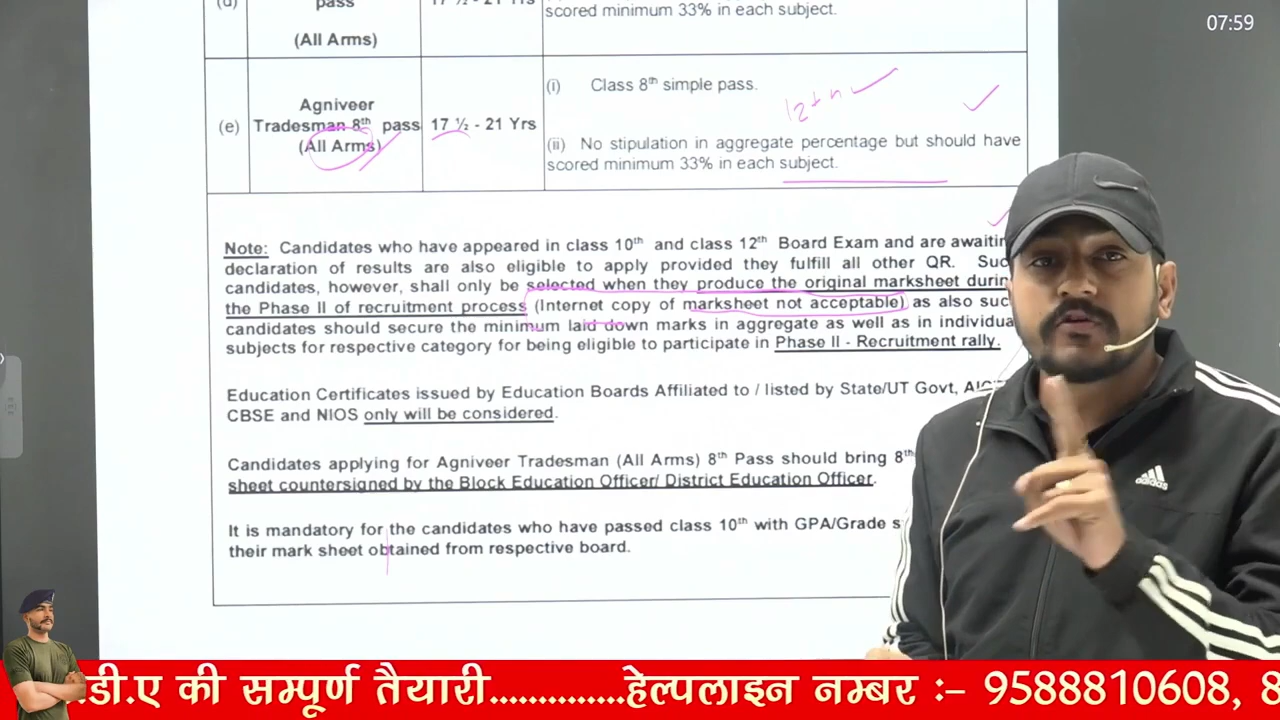 07:59
(d) pass 17 ½ - 21 Yrs scored minimum 33% in each subject.
(All Arms)
(i) Class 8th simple pass.
12th
Agniveer
(e) Tradesman 8th pass 17 ½ - 21 Yrs
(All Arms)
(ii) No stipulation in aggregate percentage but should have
scored minimum 33% in each subject.
Note: Candidates who have appeared in class 10th and class 12th Board Exam and are
declaration of results are also eligible to apply provided they fulfill all other QR.
candidates, however, shall only be selected when they produce the original marksheet
the Phase II of recruitment process (Internet copy of marksheet not acceptable) as also
candidates should secure the minimum laid down marks in aggregate as well as in
subjects for respective category for being eligible to participate in Phase II - Recruitment rally.
Education Certificates issued by Education Boards Affiliated to / listed by State/UT Govt,
CBSE and NIOS only will be considered.
Candidates applying for Agniveer Tradesman (All Arms) 8th Pass should bring 8th
sheet countersigned by the Block Education Officer/ District Education Officer.
It is mandatory for the candidates who have passed class 10th with GPA/Grade
their mark sheet obtained from respective board.
adidas
.डी.ए की सम्पूर्ण तैयारी..............हेल्पलाइन नम्बर :– 9588810608, 8